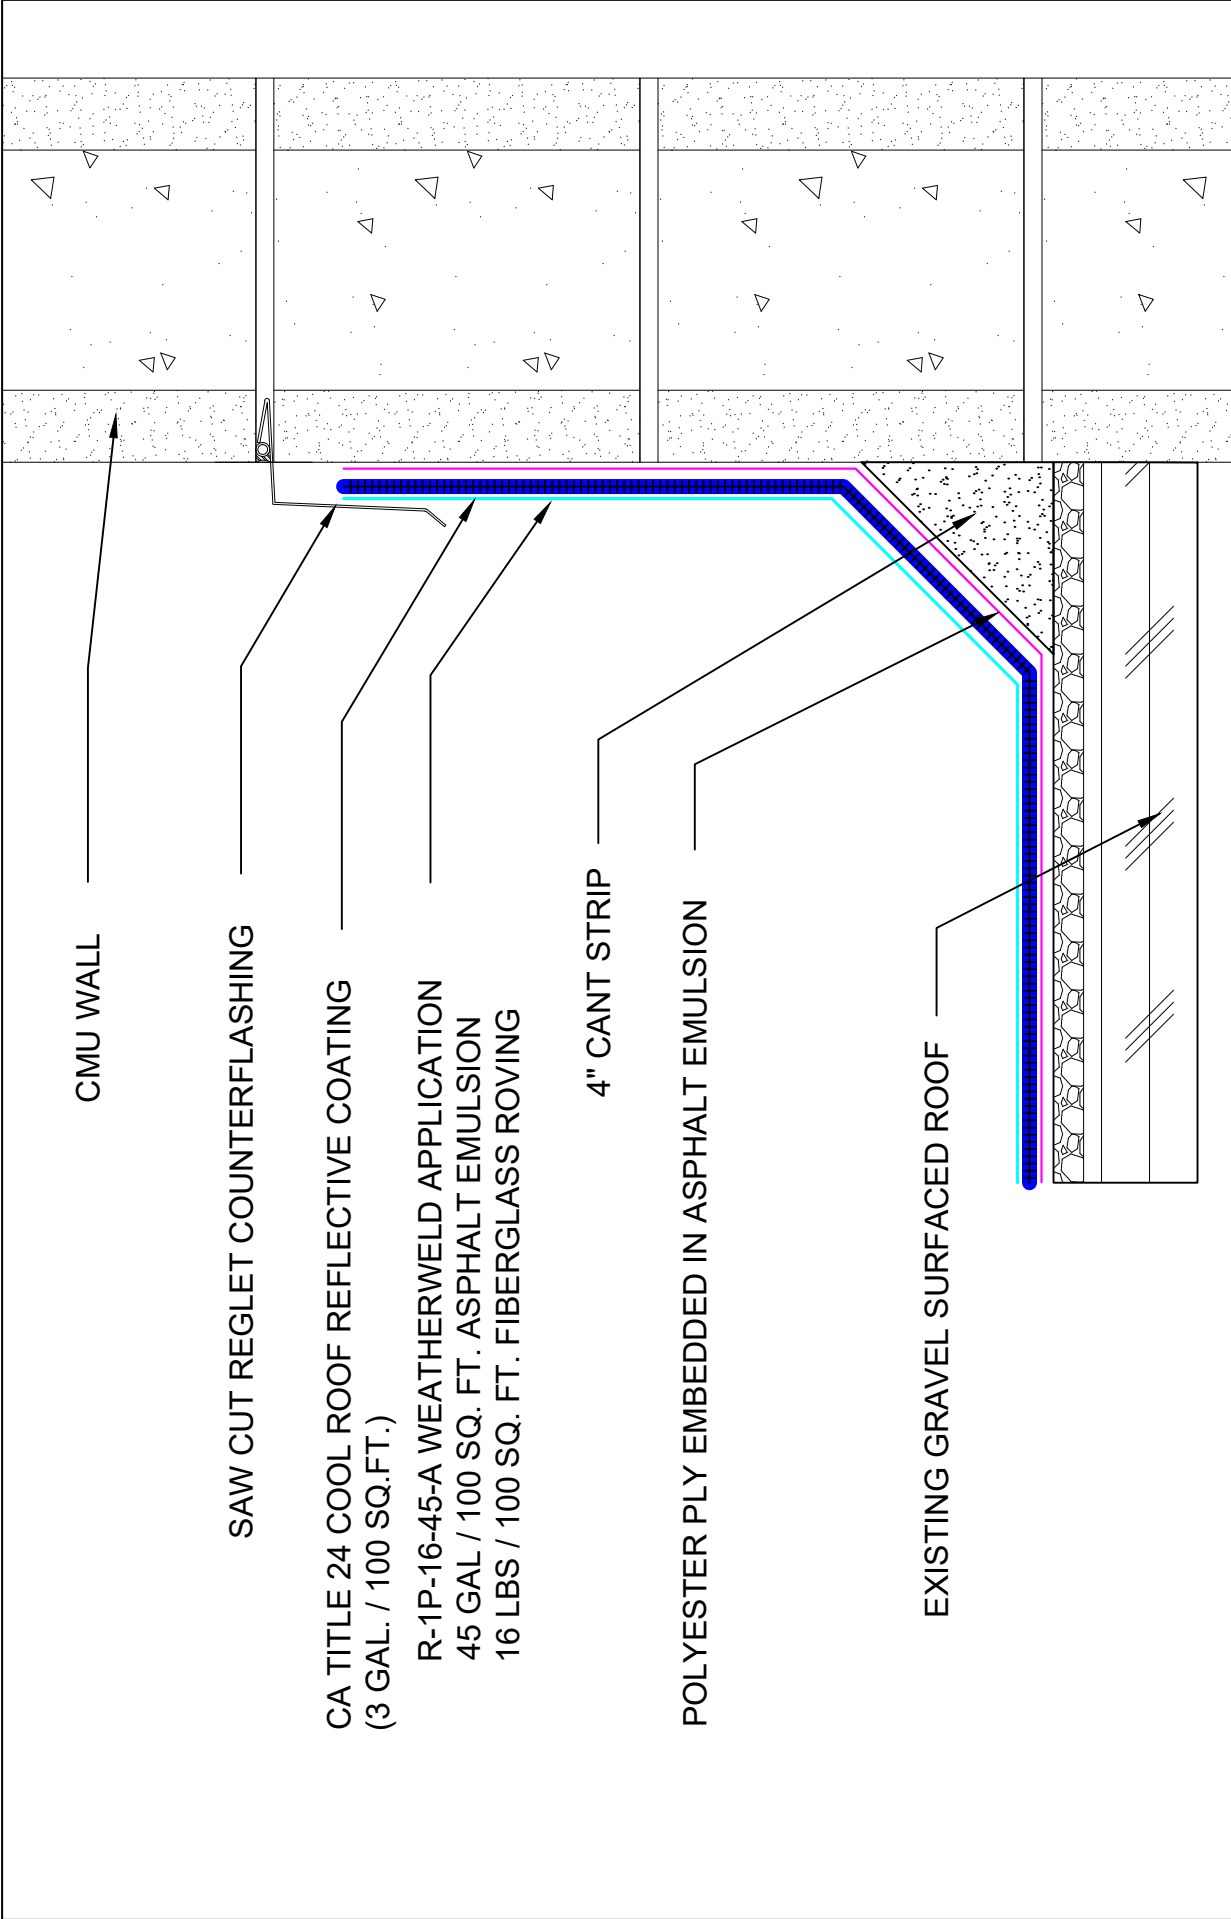 CMU WALL
SAW CUT REGLET COUNTERFLASHING
CA TITLE 24 COOL ROOF REFLECTIVE COATING
(3 GAL. / 100 SQ.FT.)
R-1P-16-45-A WEATHERWELD APPLICATION
45 GAL / 100 SQ. FT. ASPHALT EMULSION
16 LBS / 100 SQ. FT. FIBERGLASS ROVING
4" CANT STRIP
POLYESTER PLY EMBEDDED IN ASPHALT EMULSION
EXISTING GRAVEL SURFACED ROOF